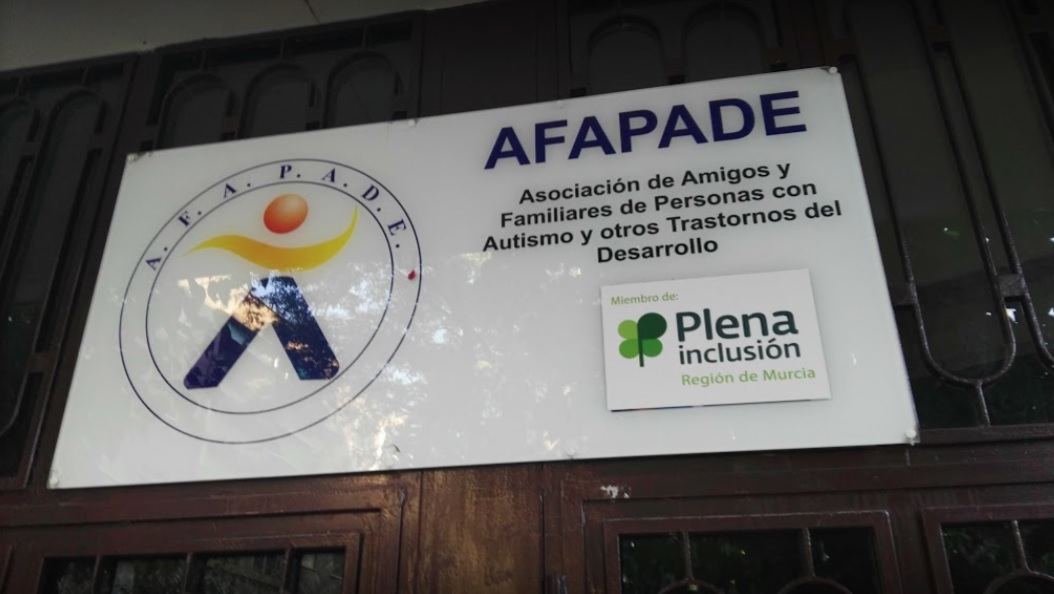 A. F. A. P. A. D. E.
AFAPADE
Asociación de Amigos y
Familiares de Personas con
Autismo y otros Trastornos del
Desarrollo
Miembro de:
Plena
inclusión
Región de Murcia